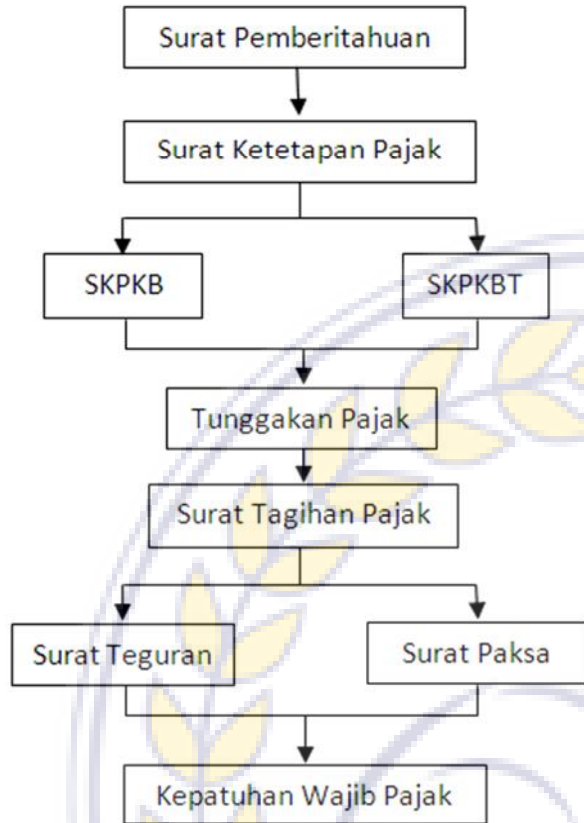 Surat Pemberitahuan
Surat Ketetapan Pajak
SKPKB
SKPKBT
Tunggakan Pajak
Surat Tagihan Pajak
Surat Teguran
Surat Paksa
Kepatuhan Wajib Pajak